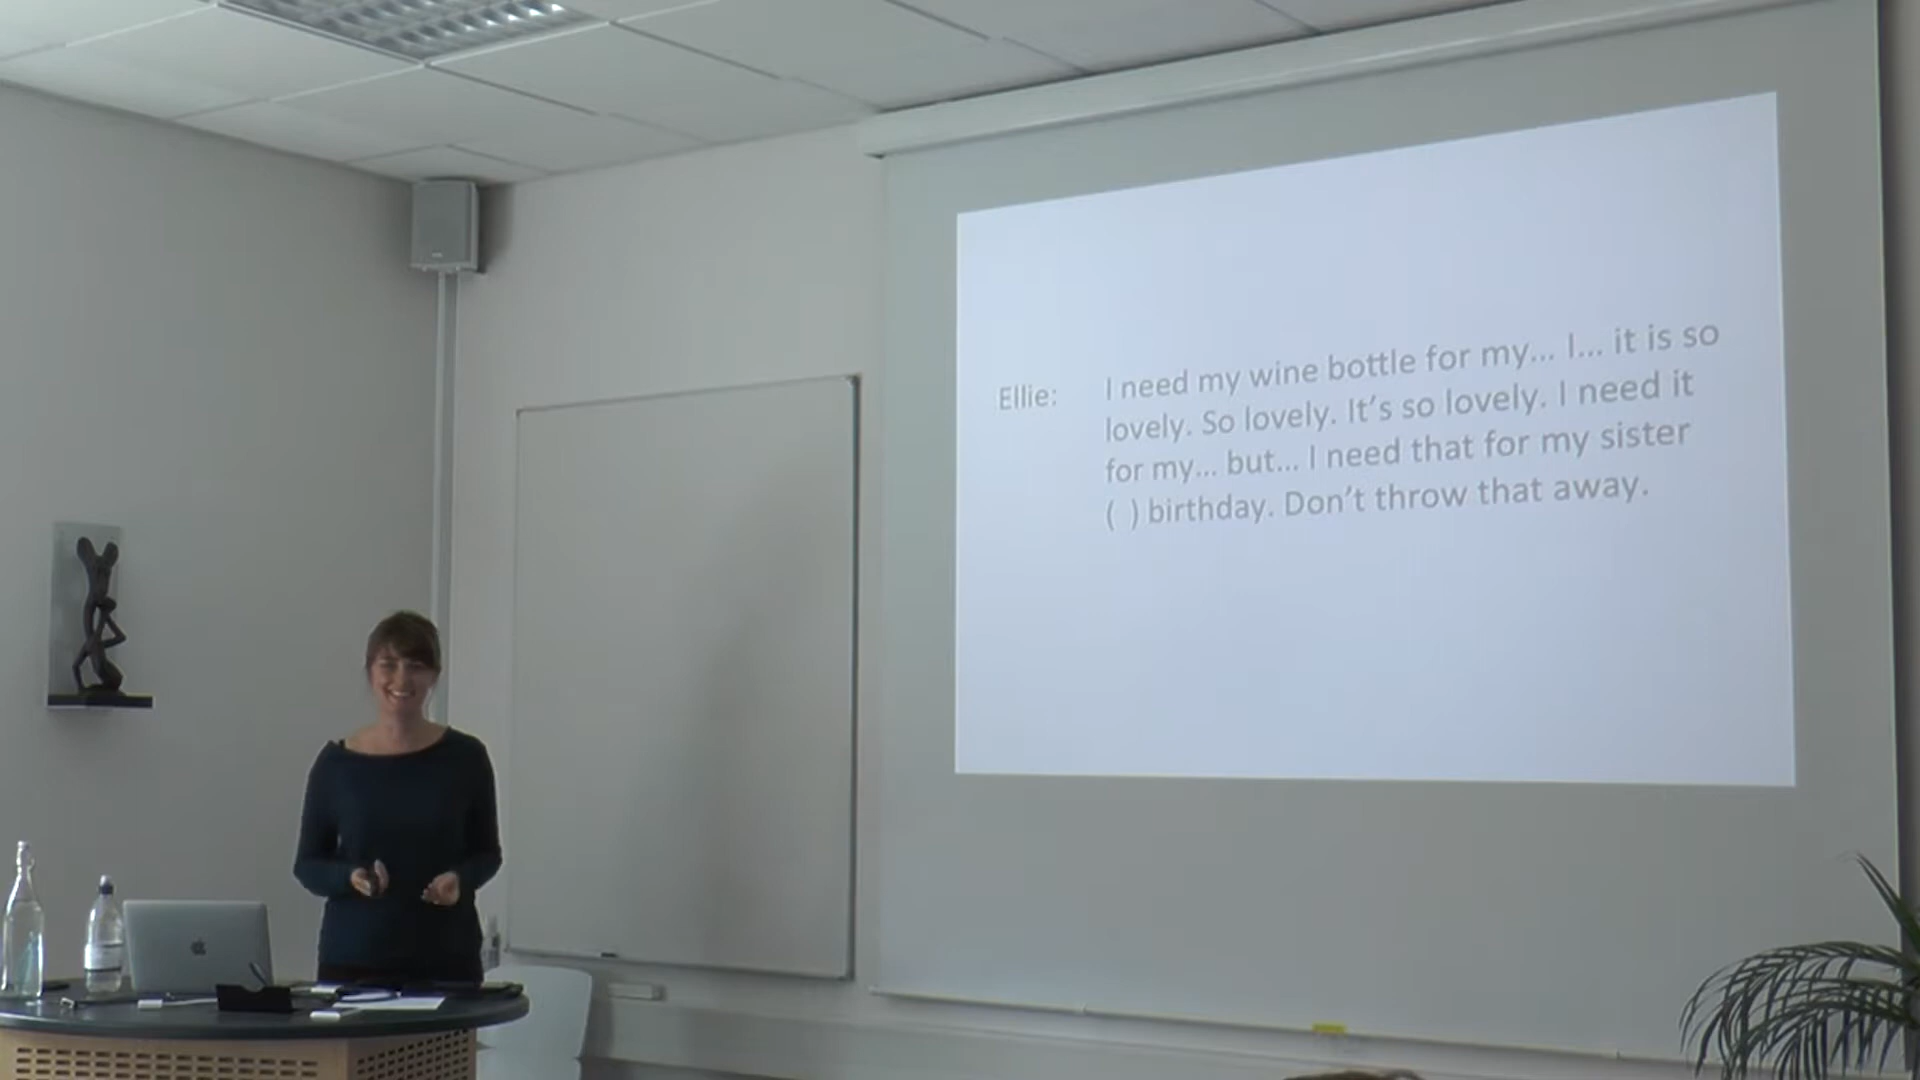 Ellie: I need my wine bottle for my... I... it is so
lovely. So lovely. It's so lovely. I need it
for my... but... I need that for my sister
( ) birthday. Don't throw that away.